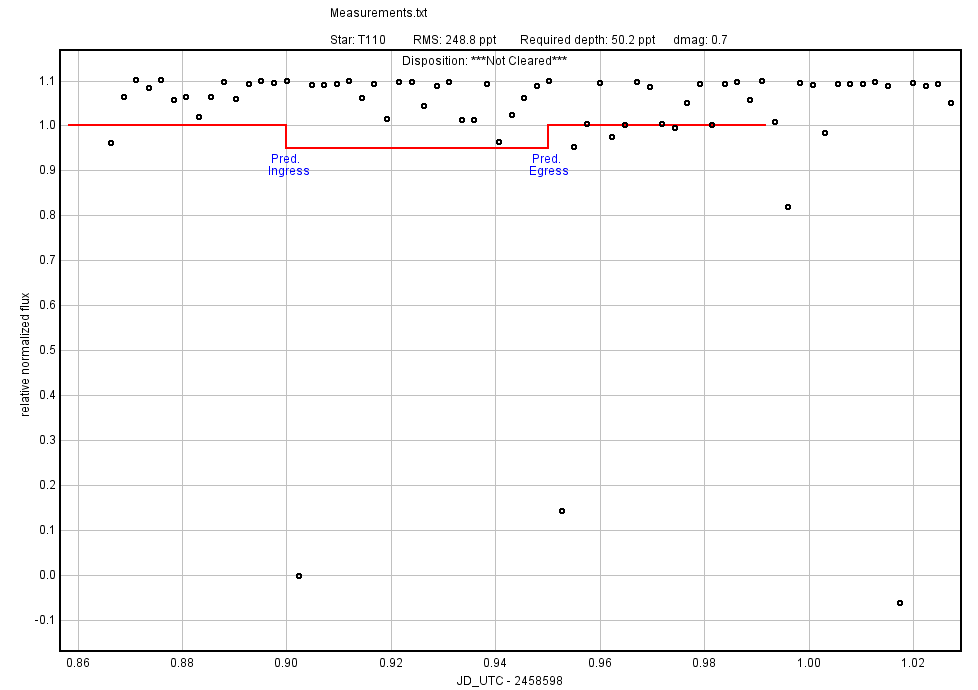 Measurements.txt
Star: T110 RMS: 248.8 ppt Required depth: 50.2 ppt dmag: 0.7
Disposition: ***Not Cleared***
1.1
1.0
Pred.
Ingress
Pred.
Egress
0.9
0.8
0.7
0.6
0.5
0.4
0.3
0.2
0.1
0.0
-0.1
relative normalized flux
0.86 0.88 0.90 0.92 0.94 0.96 0.98 1.00 1.02
JD_UTC - 2458598